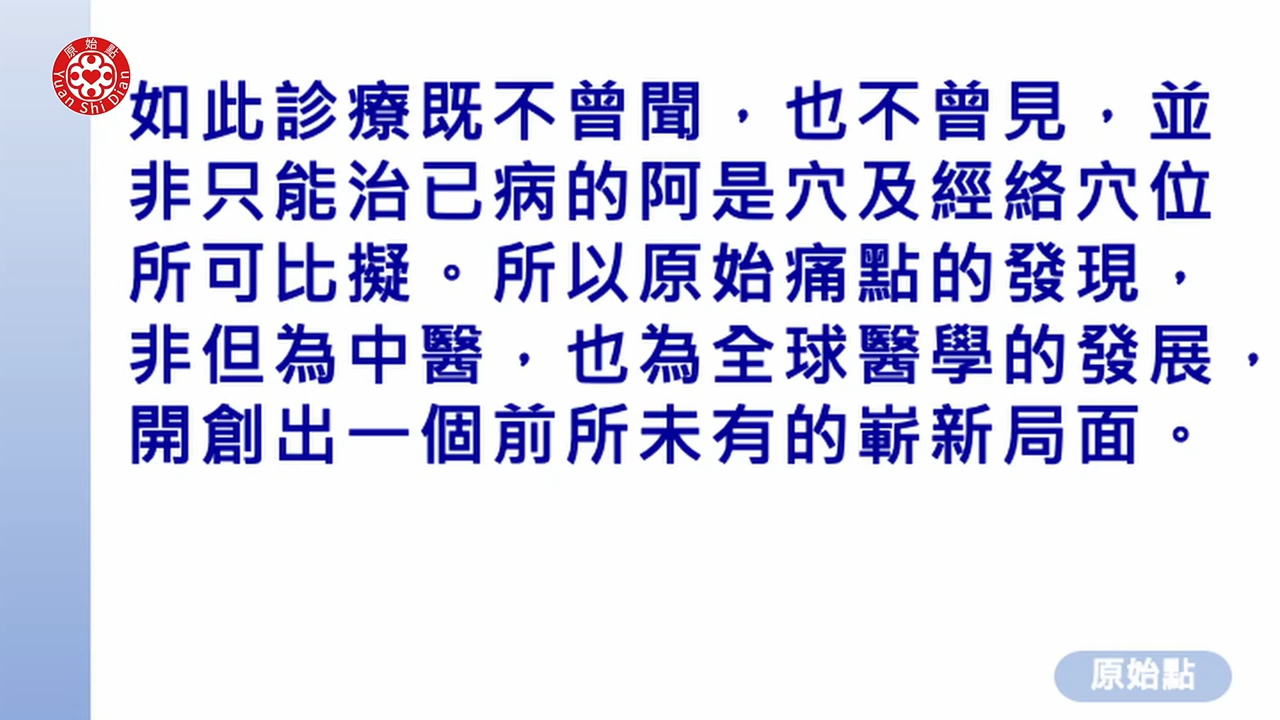 原始點
Yuan Shi Dian
如此診療既不曾聞，也不曾見，並
非只能治已病的阿是穴及經絡穴位
所可比擬。所以原始痛點的發現，
非但為中醫，也為全球醫學的發展，
開創出一個前所未有的嶄新局面。
原始點